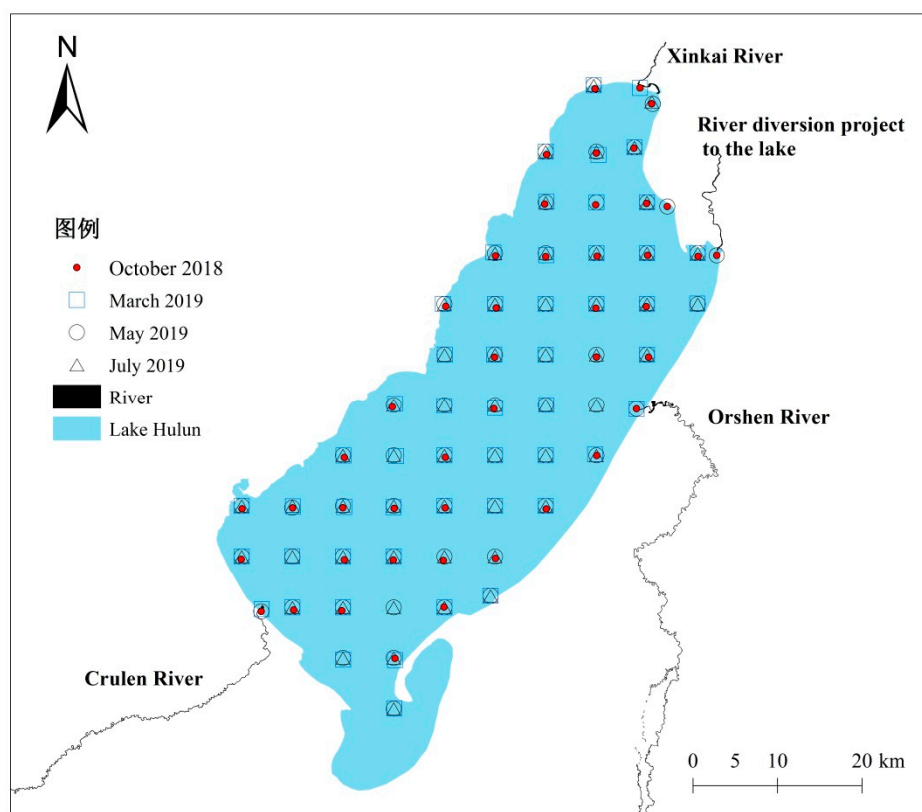 N
Xinkai River
River diversion project
to the lake
图例
October 2018
March 2019
May 2019
July 2019
River
Lake Hulun
Orshen River
Crulen River
0 5 10 20 km